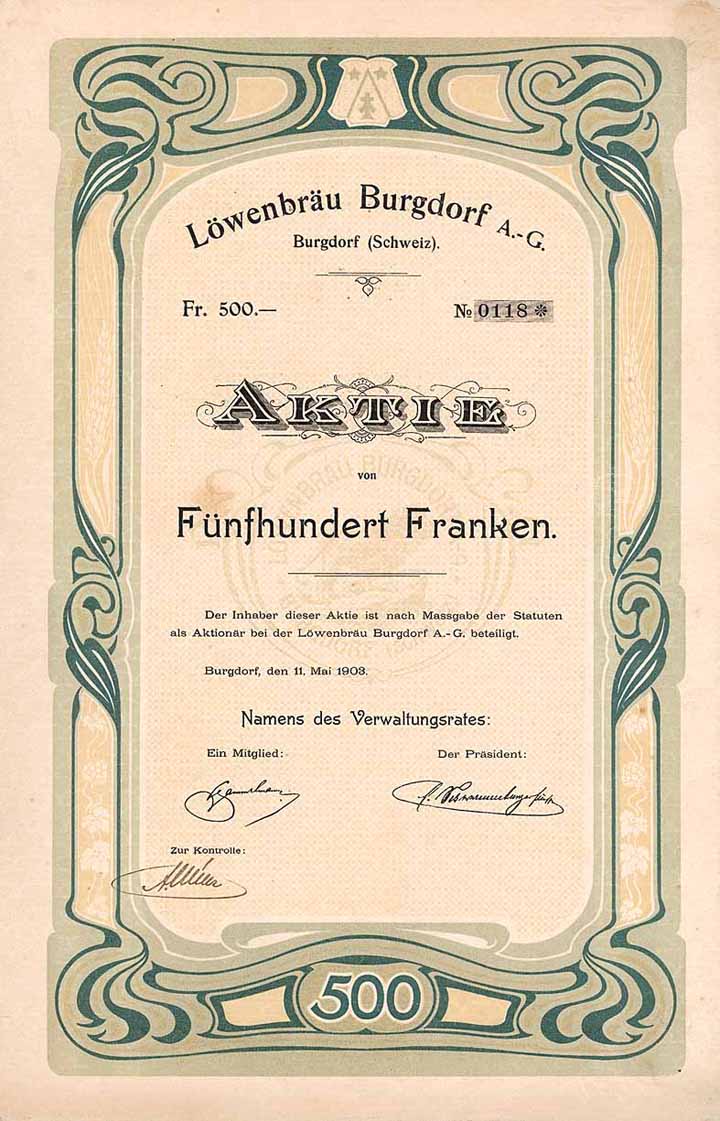 Löwenbräu Burgdorf A.-G.
Burgdorf (Schweiz).
Fr. 500.—
No 0118 *
AKTIE
von
Fünfhundert Franken.
Der Inhaber dieser Aktie ist nach Massgabe der Statuten
als Aktionär bei der Löwenbräu Burgdorf A.-G. beteiligt.
Burgdorf, den 11. Mai 1903.
Namens des Verwaltungsrates:
Ein Mitglied:
Der Präsident:
Zur Kontrolle:
500